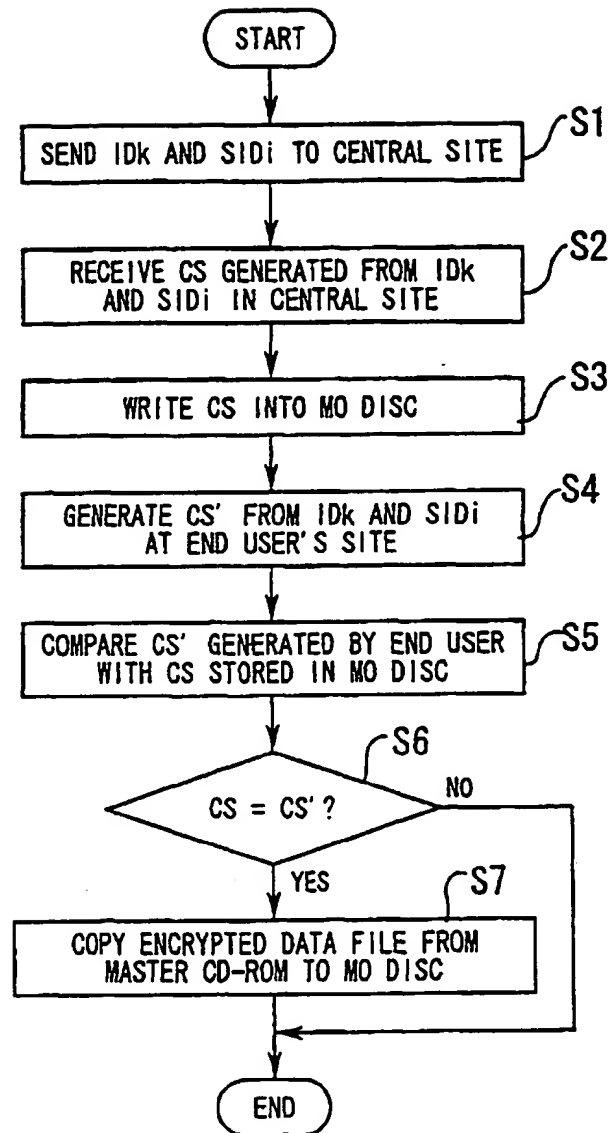 START
S1
SEND IDk AND SIDi TO CENTRAL SITE
S2
RECEIVE CS GENERATED FROM IDk
AND SIDi IN CENTRAL SITE
S3
WRITE CS INTO MO DISC
S4
GENERATE CS' FROM IDk AND SIDi
AT END USER'S SITE
S5
COMPARE CS' GENERATED BY END USER
WITH CS STORED IN MO DISC
S6
CS = CS' ?
NO
YES
S7
COPY ENCRYPTED DATA FILE FROM
MASTER CD-ROM TO MO DISC
END